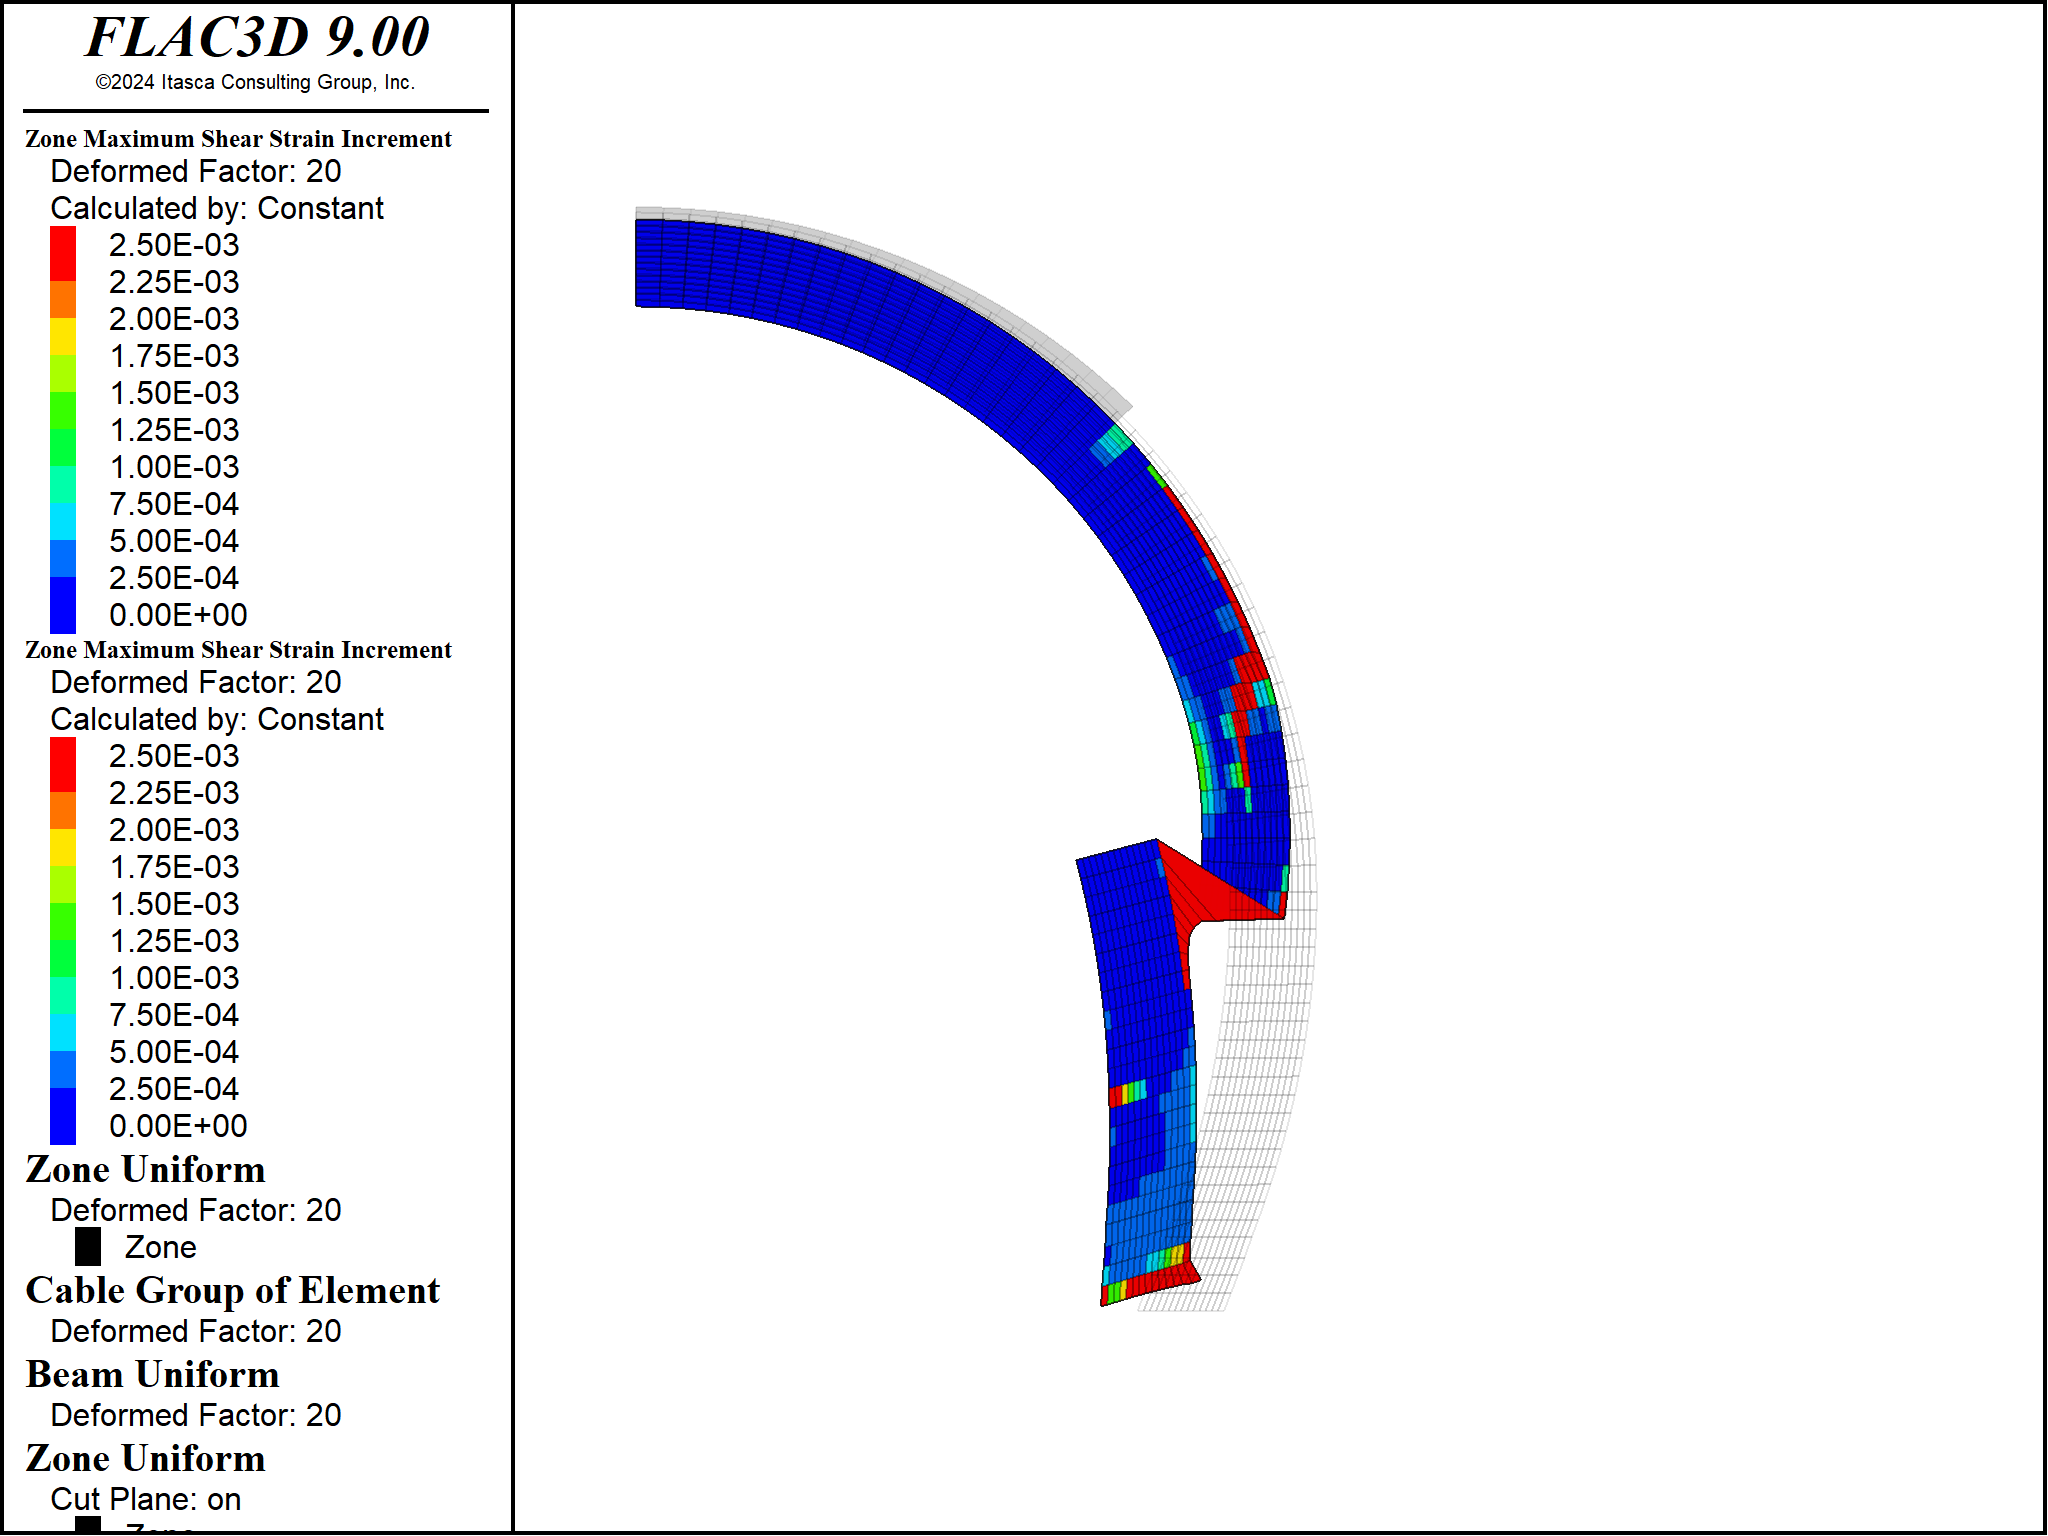 FLAC3D 9.00
©2024 Itasca Consulting Group, Inc.
Zone Maximum Shear Strain Increment
Deformed Factor: 20
Calculated by: Constant
2.50E-03
2.25E-03
2.00E-03
1.75E-03
1.50E-03
1.25E-03
1.00E-03
7.50E-04
5.00E-04
2.50E-04
0.00E+00
Zone Maximum Shear Strain Increment
Deformed Factor: 20
Calculated by: Constant
2.50E-03
2.25E-03
2.00E-03
1.75E-03
1.50E-03
1.25E-03
1.00E-03
7.50E-04
5.00E-04
2.50E-04
0.00E+00
Zone Uniform
Deformed Factor: 20
Zone
Cable Group of Element
Deformed Factor: 20
Beam Uniform
Deformed Factor: 20
Zone Uniform
Cut Plane: on